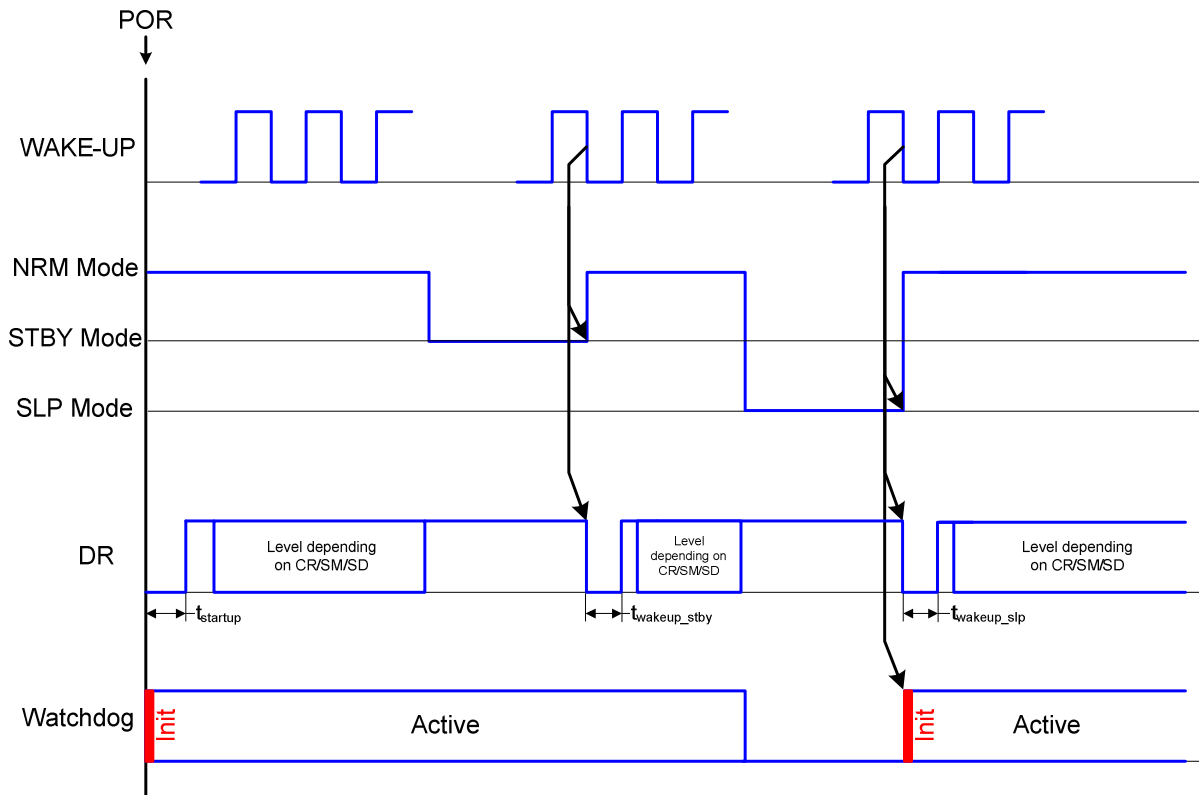 POR
WAKE-UP
NRM Mode
STBY Mode
SLP Mode
DR
Level depending
on CR/SM/SD
Level
depending on
CR/SM/SD
Level depending
on CR/SM/SD
tstartup
twakeup_stby
twakeup_slp
Watchdog
Init
Active
Init
Active